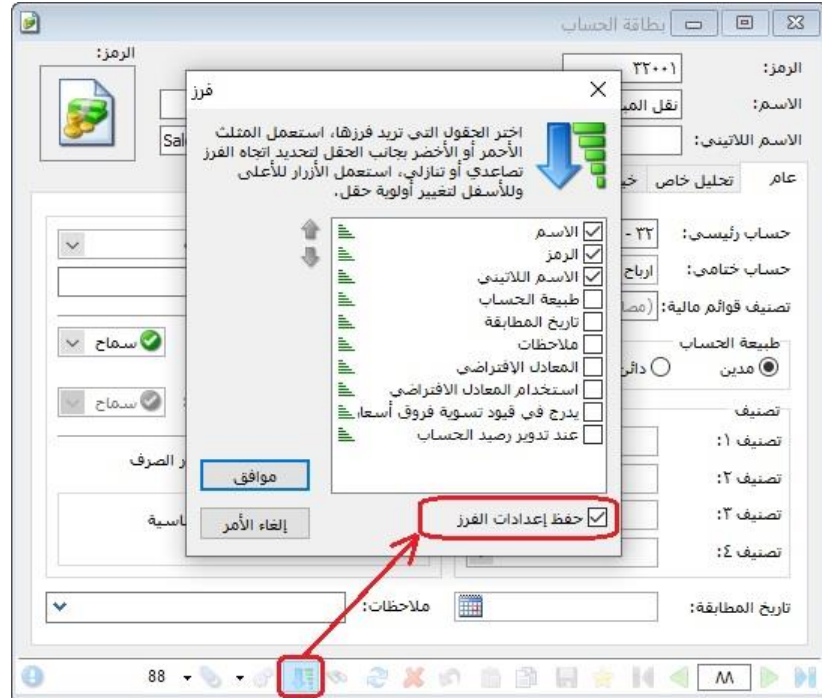 بطاقة الحساب
الرمز:
٣٢٠٠١
الرمز:
الاسم:
نقل
الاسم اللاتيني:
Sal
عام
تحليل خاص
حساب رئيسي:
٣٢ -
حساب ختامي:
ارباح
تصنيف قوائم مالية:
طبيعة الحساب
مدين
سماح
سماح
تصنيف
تصنيف ١:
تصنيف ٢:
تصنيف ٣:
تصنيف ٤:
الصرف
تاريخ المطابقة:
ملاحظات:
فرز
اختر الحقول التي تريد فرزها، استعمل المثلث
الأحمر أو الأخضر بجانب الحقل لتحديد اتجاه الفرز
تصاعدي أو تنازلي، استعمل الأزرار للأعلى
وللأسفل لتغيير أولوية حقل.
الاسم
الرمز
الاسم اللاتيني
طبيعة الحساب
تاريخ المطابقة
ملاحظات
المعادل الإفتراضي
استخدام المعادل الافتراضي
يدرج في قيود تسوية فروق
عند تدوير رصيد الحساب
موافق
حفظ إعدادات الفرز
إلغاء الأمر
٨٨
88